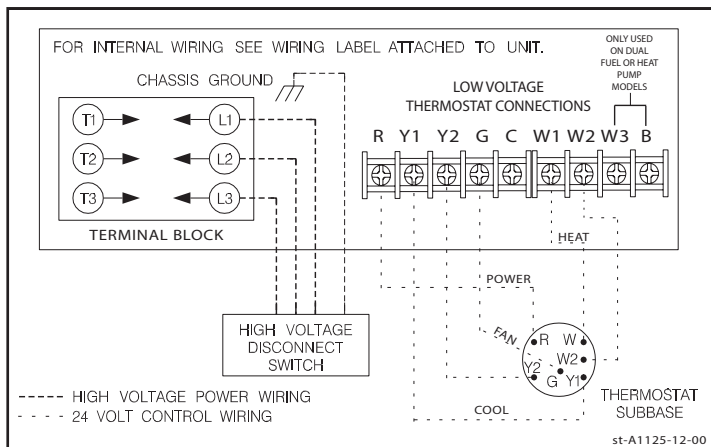 FOR INTERNAL WIRING SEE WIRING LABEL ATTACHED TO UNIT.
ONLY USED
ON DUAL
FUEL OR HEAT
PUMP
MODELS
CHASSIS GROUND
LOW VOLTAGE
THERMOSTAT CONNECTIONS
R Y1 Y2 G C W1 W2 W3 B
T1 L1
T2 L2
T3 L3
TERMINAL BLOCK
HEAT
POWER
HIGH VOLTAGE
DISCONNECT
SWITCH
FAN
R W
W2
Y2
G Y1
COOL
THERMOSTAT
SUBBASE
HIGH VOLTAGE POWER WIRING
24 VOLT CONTROL WIRING
st-A1125-12-00